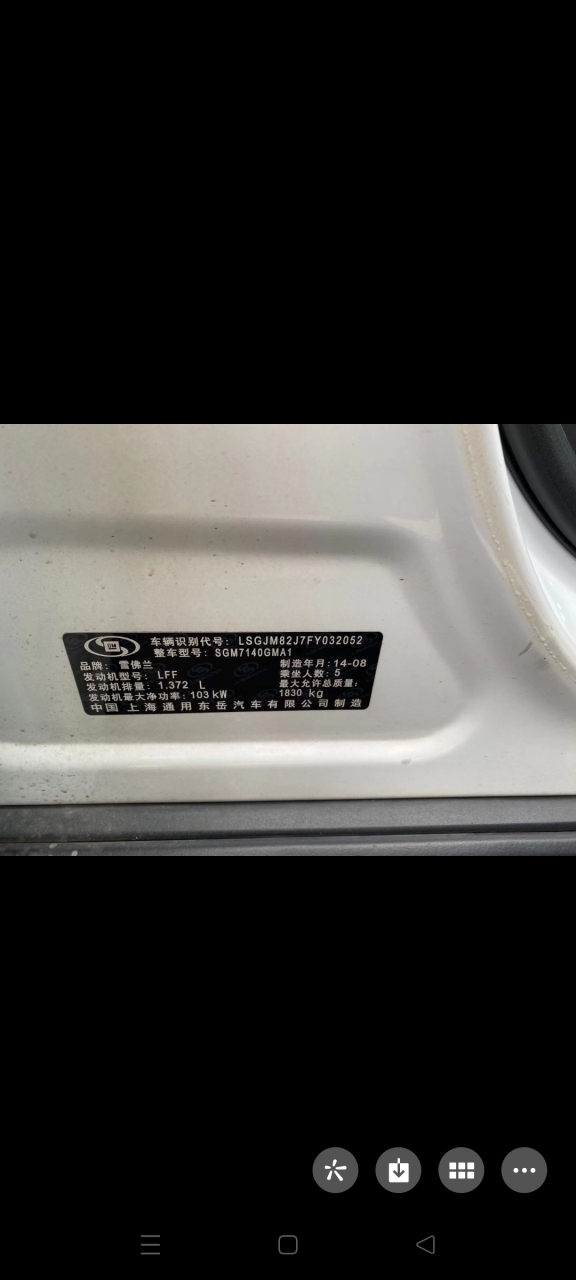 车辆识别代号: LSGJM82J7FY032052
整车型号: SGM7140GMA1
品牌: 雪佛兰 制造年月: 14-08
发动机型号: LFF 乘坐人数: 5
发动机排量: 1.372 L 最大允许总质量:
发动机最大净功率: 103 kW 1830 kg
中国 上海通用东岳汽车有限公司制造